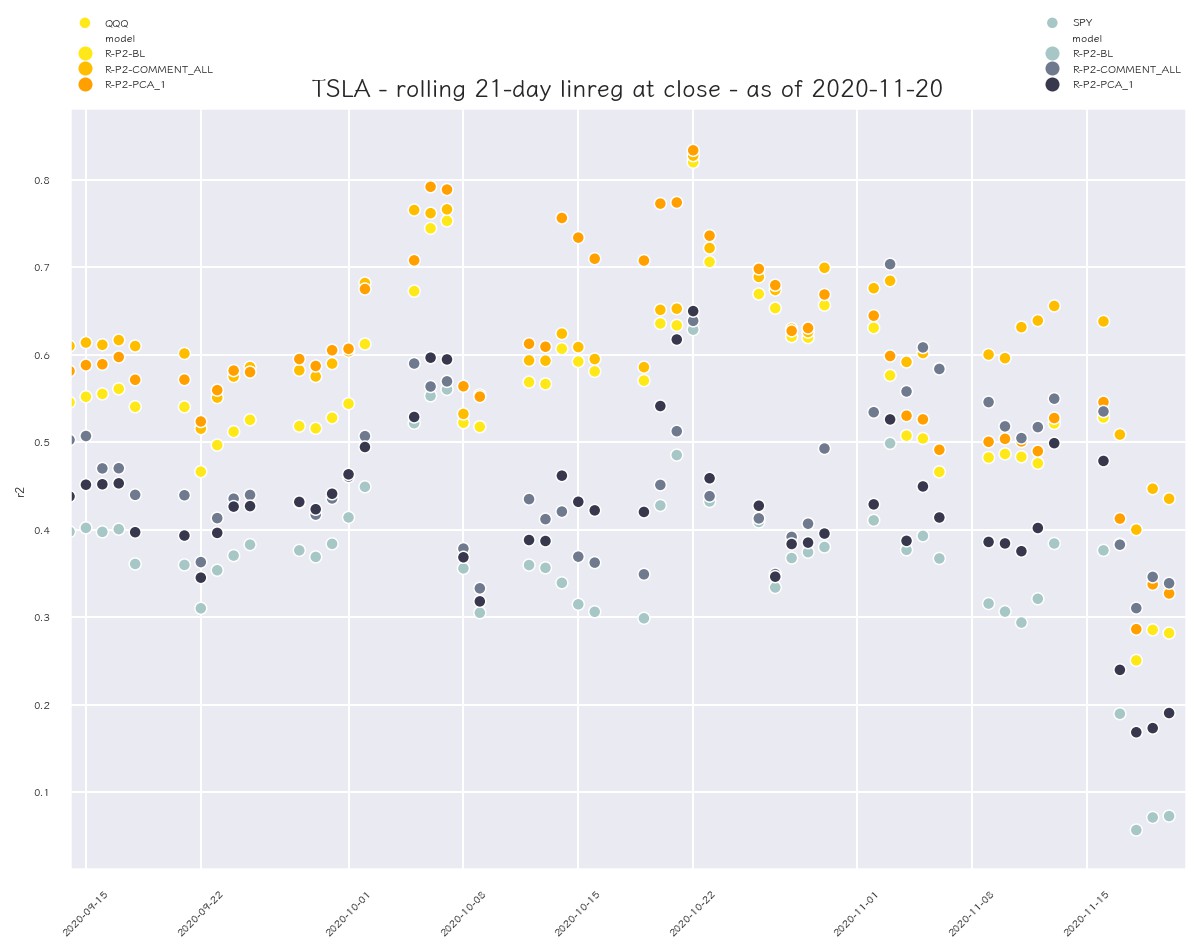 QQQ
model
R-P2-BL
R-P2-COMMENT_ALL
R-P2-PCA_1
SPY
model
R-P2-BL
R-P2-COMMENT_ALL
R-P2-PCA_1
TSLA - rolling 21-day linreg at close - as of 2020-11-20
r2
0.8
0.7
0.6
0.5
0.4
0.3
0.2
0.1
2020-09-15
2020-09-22
2020-10-01
2020-10-08
2020-10-15
2020-10-22
2020-11-01
2020-11-08
2020-11-15